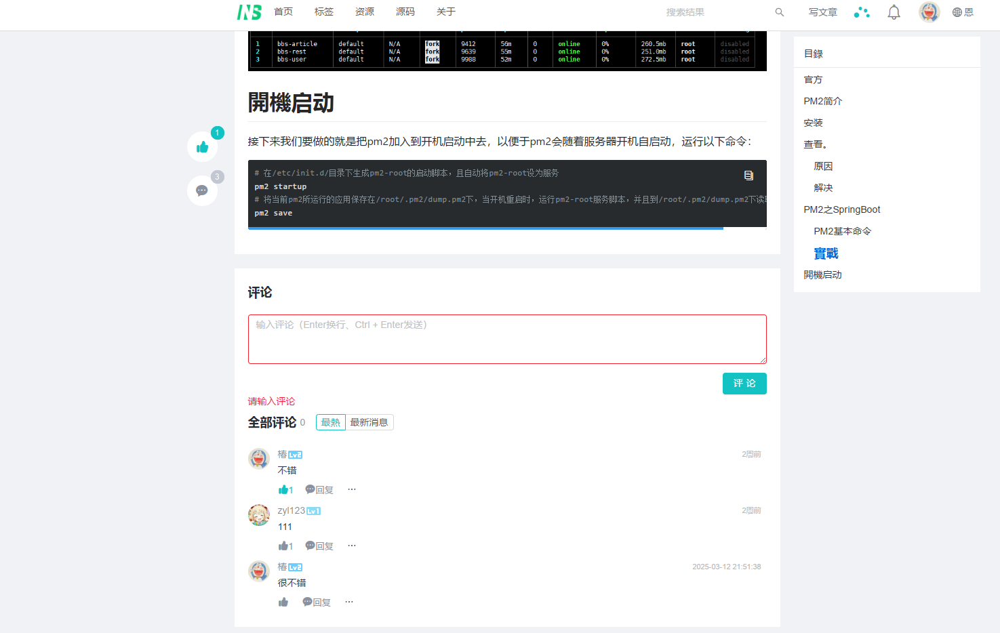 INS 首页 标签 资源 源码 关于 搜索结果 写文章 恩
1 bbs-article default N/A fork 9412 56m 0 online 0% 260.5mb root disabled
2 bbs-rest default N/A fork 9639 55m 0 online 0% 251.0mb root disabled
3 bbs-user default N/A fork 9988 52m 0 online 0% 272.5mb root disabled
開機启动
接下来我们要做的就是把pm2加入到开机启动中去，以便于pm2会随着服务器开机自启动，运行以下命令：
# 在/etc/init.d/目录下生成pm2-root的启动脚本，且自动将pm2-root设为服务
pm2 startup
# 将当前pm2所运行的应用保存在/root/.pm2/dump.pm2下，当开机重启时，运行pm2-root服务脚本，并且到/root/.pm2/dump.pm2下读
pm2 save
1
3
评论
输入评论（Enter换行、Ctrl + Enter发送）
评 论
请输入评论
全部评论 0 最熱 最新消息
椿 Lv2 2周前
不错
1 回复 ...
zyl123 Lv1 2周前
111
1 回复 ...
椿 Lv2 2025-03-12 21:51:38
很不错
回复 ...
目錄
官方
PM2简介
安装
查看。
原因
解决
PM2之SpringBoot
PM2基本命令
實戰
開機启动